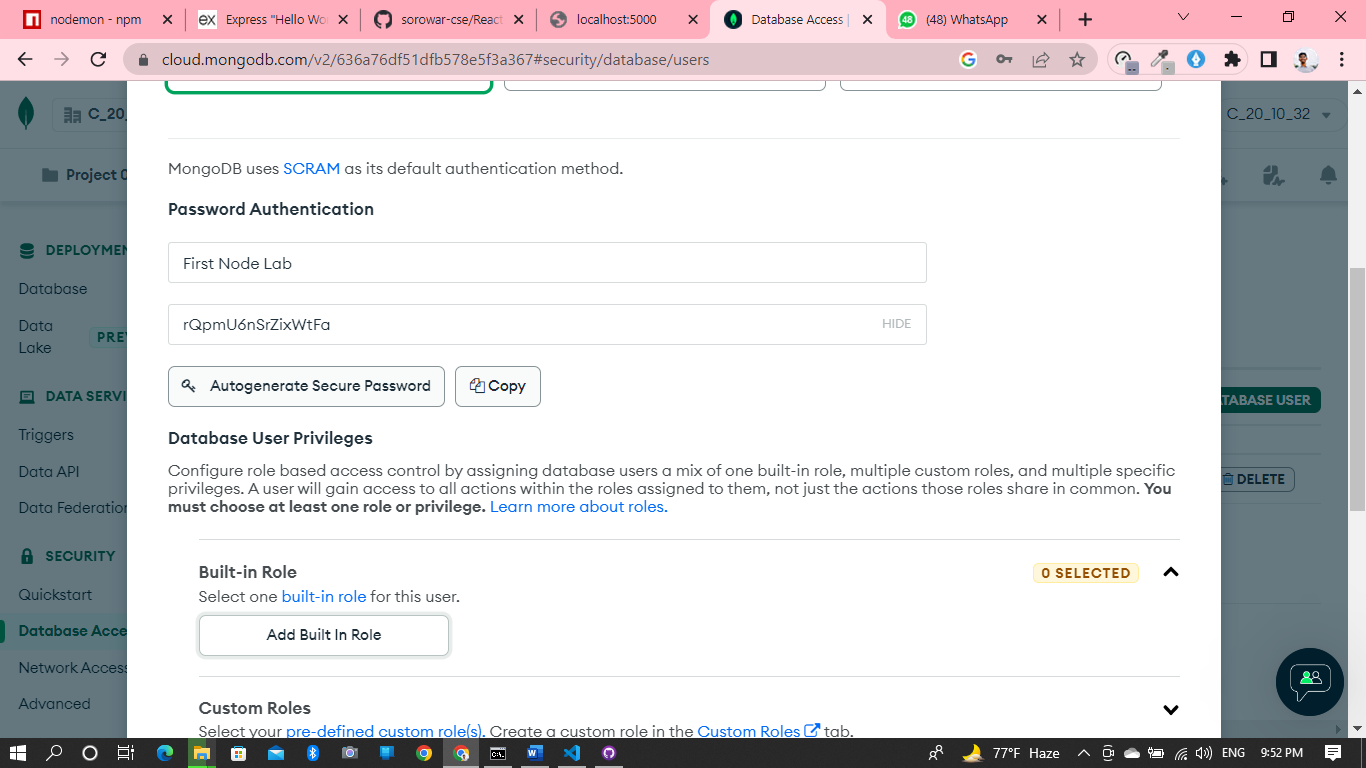 nodemon - npm
Express "Hello Wo
sorowar-cse/React
localhost:5000
Database Access |
(48) WhatsApp
cloud.mongodb.com/v2/636a76df51dfb578e5f3a367#security/database/users
C_20_
C_20_10_32
Project 0
MongoDB uses SCRAM as its default authentication method.
Password Authentication
First Node Lab
rQpmU6nSrZixWtFa
HIDE
Autogenerate Secure Password
Copy
Database User Privileges
Configure role based access control by assigning database users a mix of one built-in role, multiple custom roles, and multiple specific
privileges. A user will gain access to all actions within the roles assigned to them, not just the actions those roles share in common. You
must choose at least one role or privilege. Learn more about roles.
Built-in Role
0 SELECTED
Select one built-in role for this user.
Add Built In Role
Custom Roles
Select your pre-defined custom role(s). Create a custom role in the Custom Roles tab.
DEPLOYMEN
Database
Data
Lake
PREV
DATA SERVI
Triggers
Data API
Data Federation
SECURITY
Quickstart
Database Acce
Network Access
Advanced
TABASE USER
DELETE
77°F Haze
ENG
9:52 PM